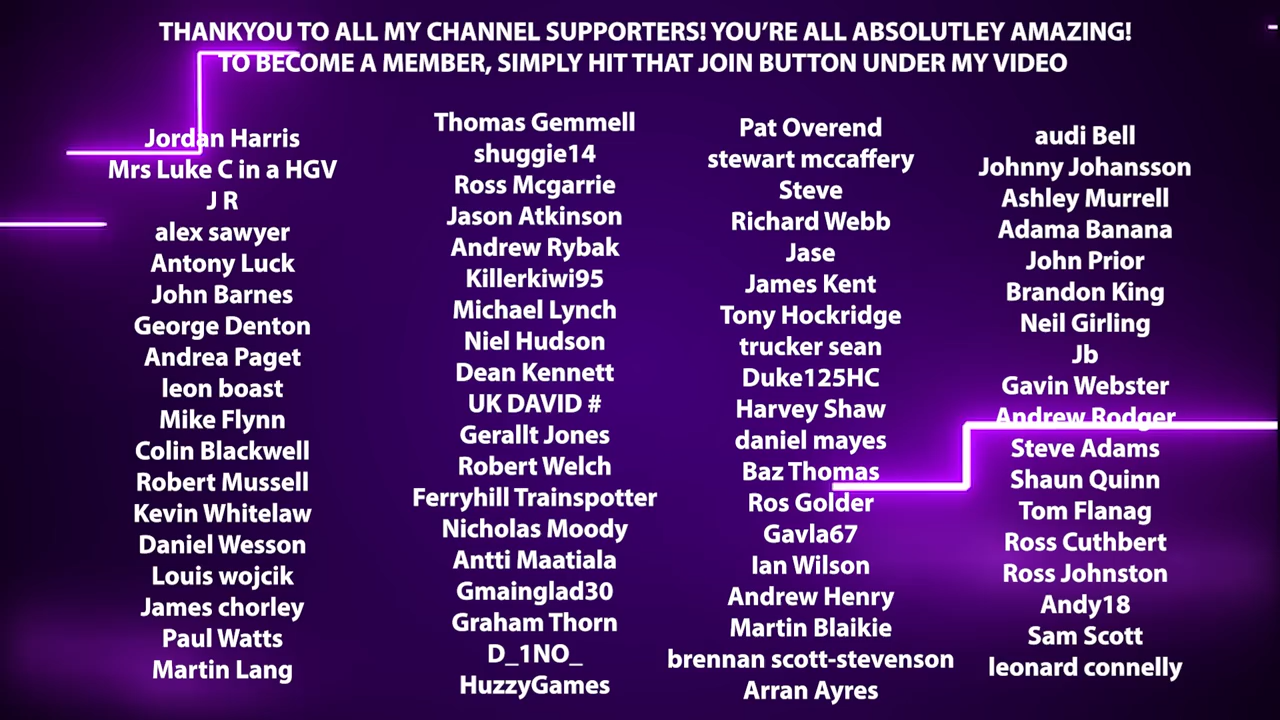 THANKYOU TO ALL MY CHANNEL SUPPORTERS! YOU'RE ALL ABSOLUTLEY AMAZING!
TO BECOME A MEMBER, SIMPLY HIT THAT JOIN BUTTON UNDER MY VIDEO
Jordan Harris
Mrs Luke C in a HGV
J R
alex sawyer
Antony Luck
John Barnes
George Denton
Andrea Paget
leon boast
Mike Flynn
Colin Blackwell
Robert Mussell
Kevin Whitelaw
Daniel Wesson
Louis wojcik
James chorley
Paul Watts
Martin Lang
Thomas Gemmell
shuggie14
Ross Mcgarrie
Jason Atkinson
Andrew Rybak
Killerkiwi95
Michael Lynch
Niel Hudson
Dean Kennett
UK DAVID #
Gerallt Jones
Robert Welch
Ferryhill Trainspotter
Nicholas Moody
Antti Maatiala
Gmainglad30
Graham Thorn
D_1NO_
HuzzyGames
Pat Overend
stewart mccaffery
Steve
Richard Webb
Jase
James Kent
Tony Hockridge
trucker sean
Duke125HC
Harvey Shaw
daniel mayes
Baz Thomas
Ros Golder
Gavla67
Ian Wilson
Andrew Henry
Martin Blaikie
brennan scott-stevenson
Arran Ayres
audi Bell
Johnny Johansson
Ashley Murrell
Adama Banana
John Prior
Brandon King
Neil Girling
Jb
Gavin Webster
Andrew Rodger
Steve Adams
Shaun Quinn
Tom Flanag
Ross Cuthbert
Ross Johnston
Andy18
Sam Scott
leonard connelly